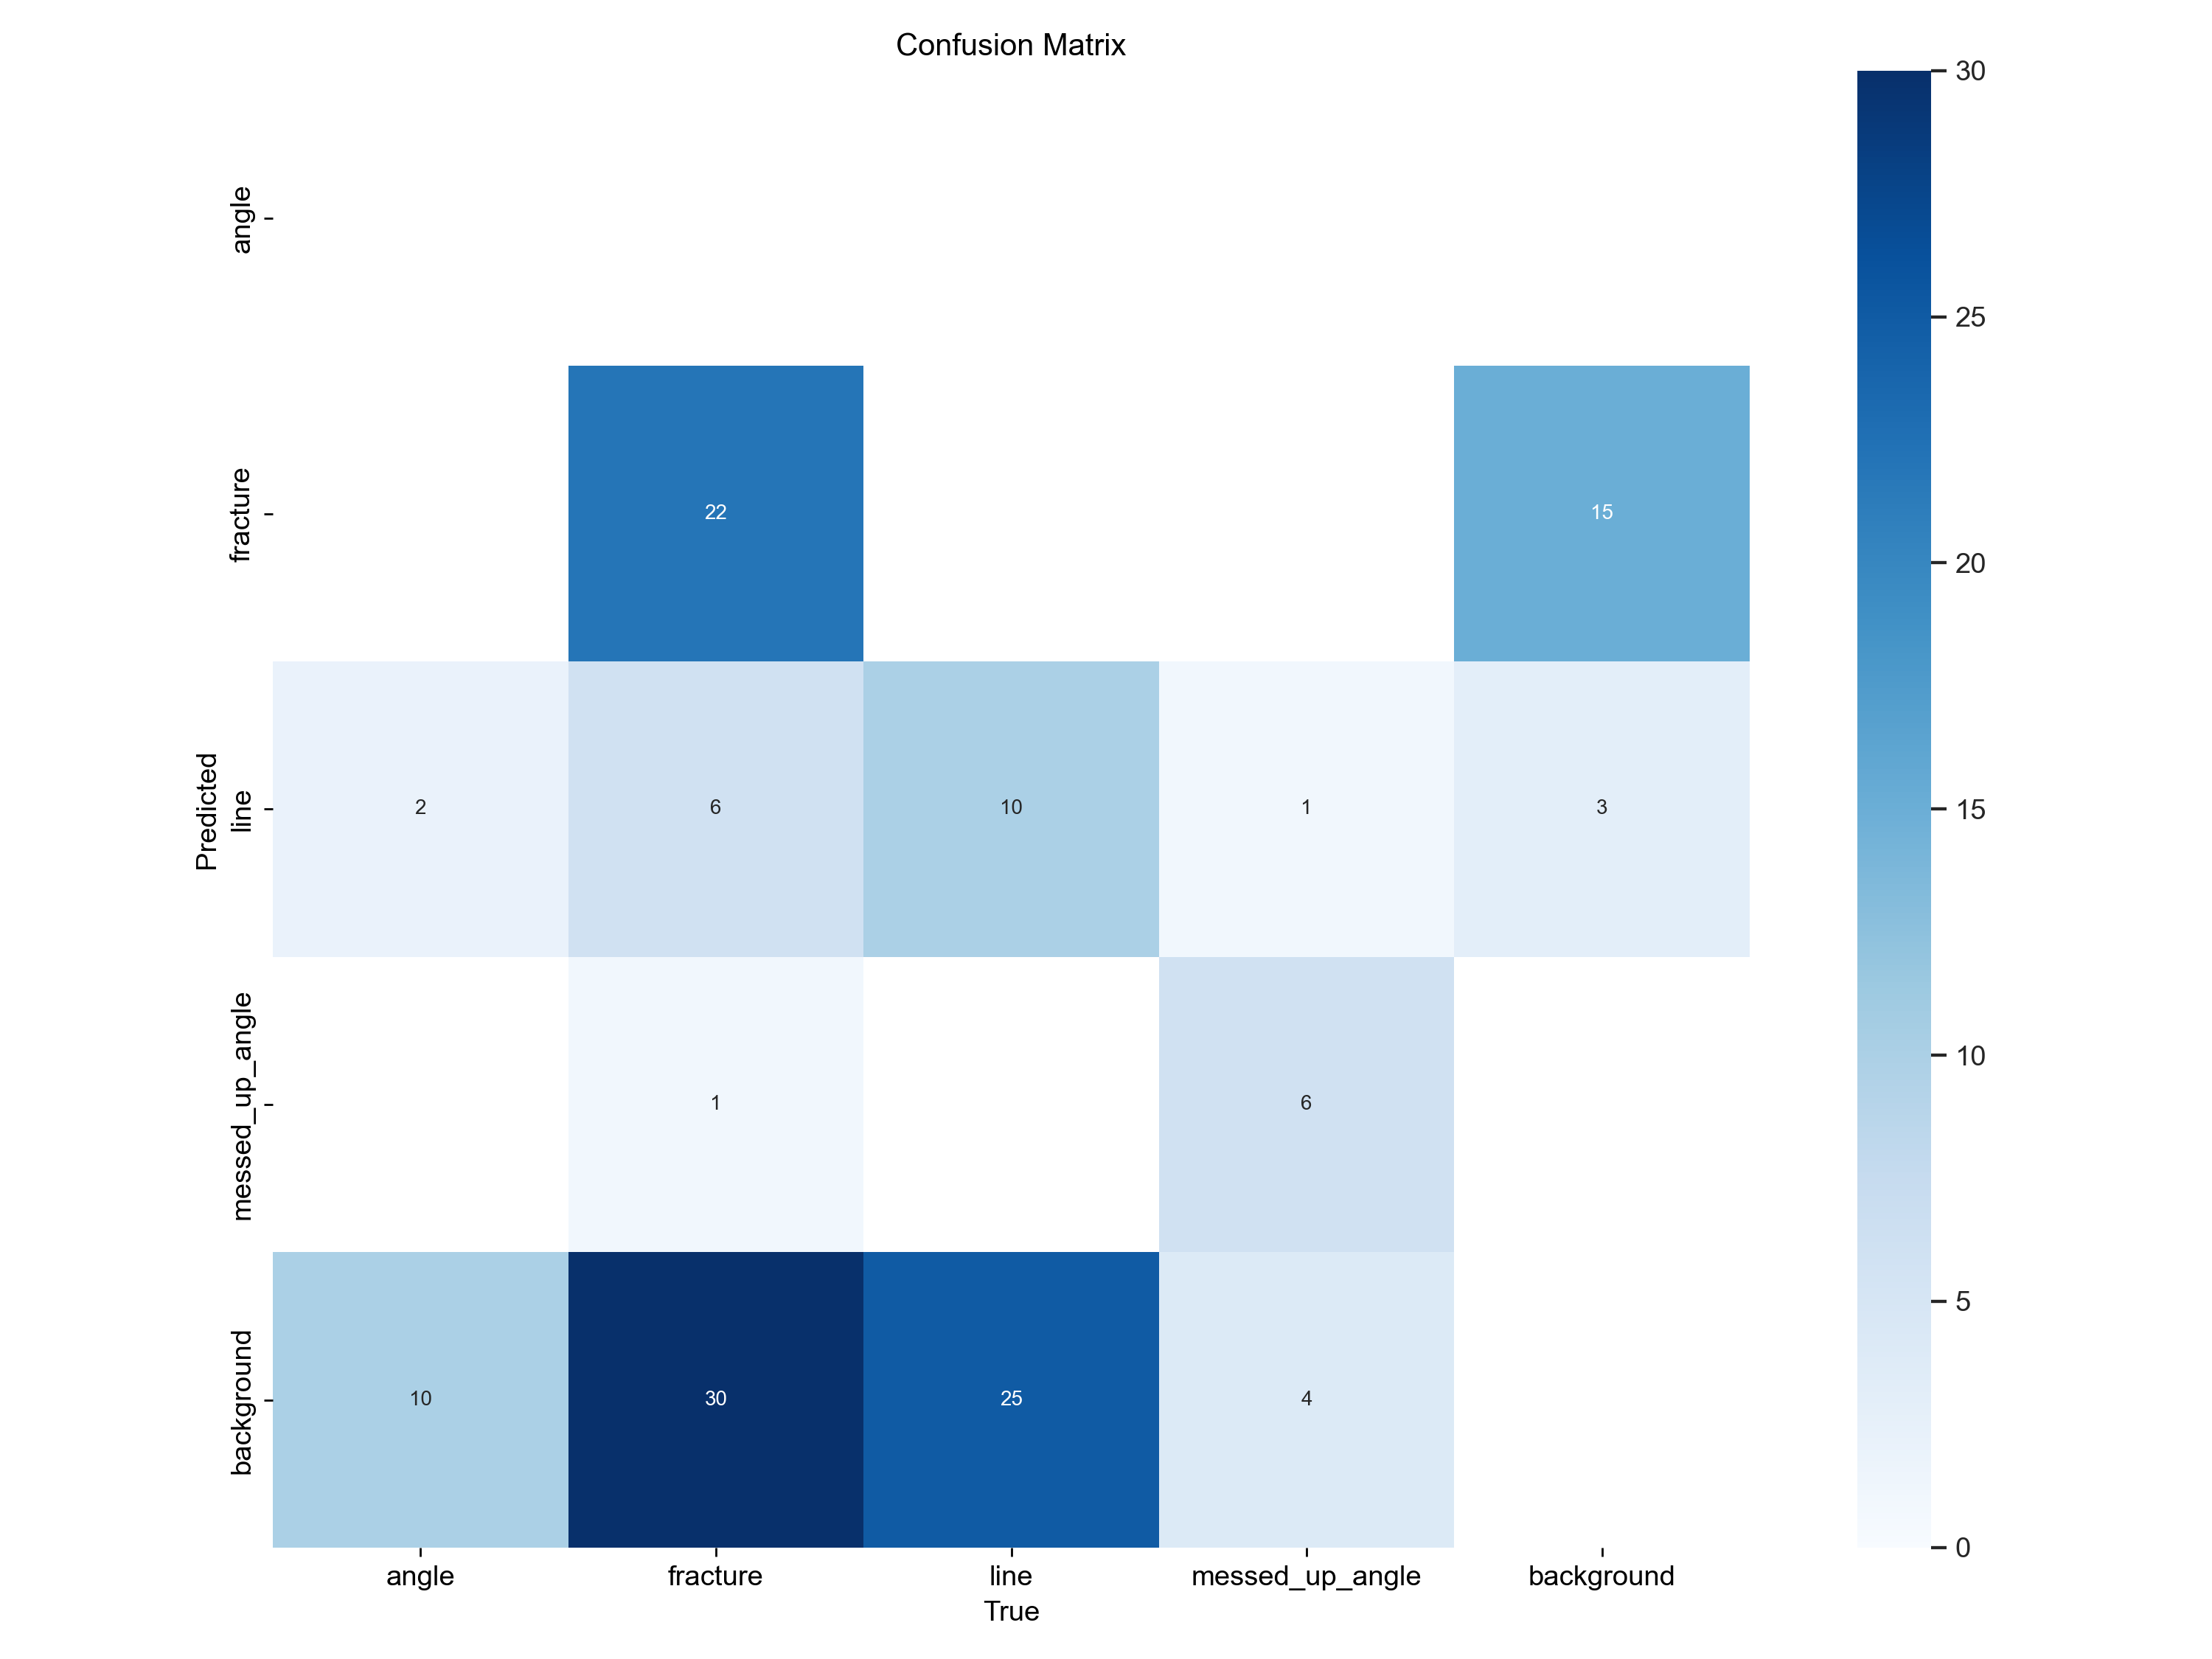 Confusion Matrix
angle
fracture
22
15
Predicted
line
2
6
10
1
3
messed_up_angle
1
6
background
10
30
25
4
angle
fracture
line
messed_up_angle
background
True
30
25
20
15
10
5
0